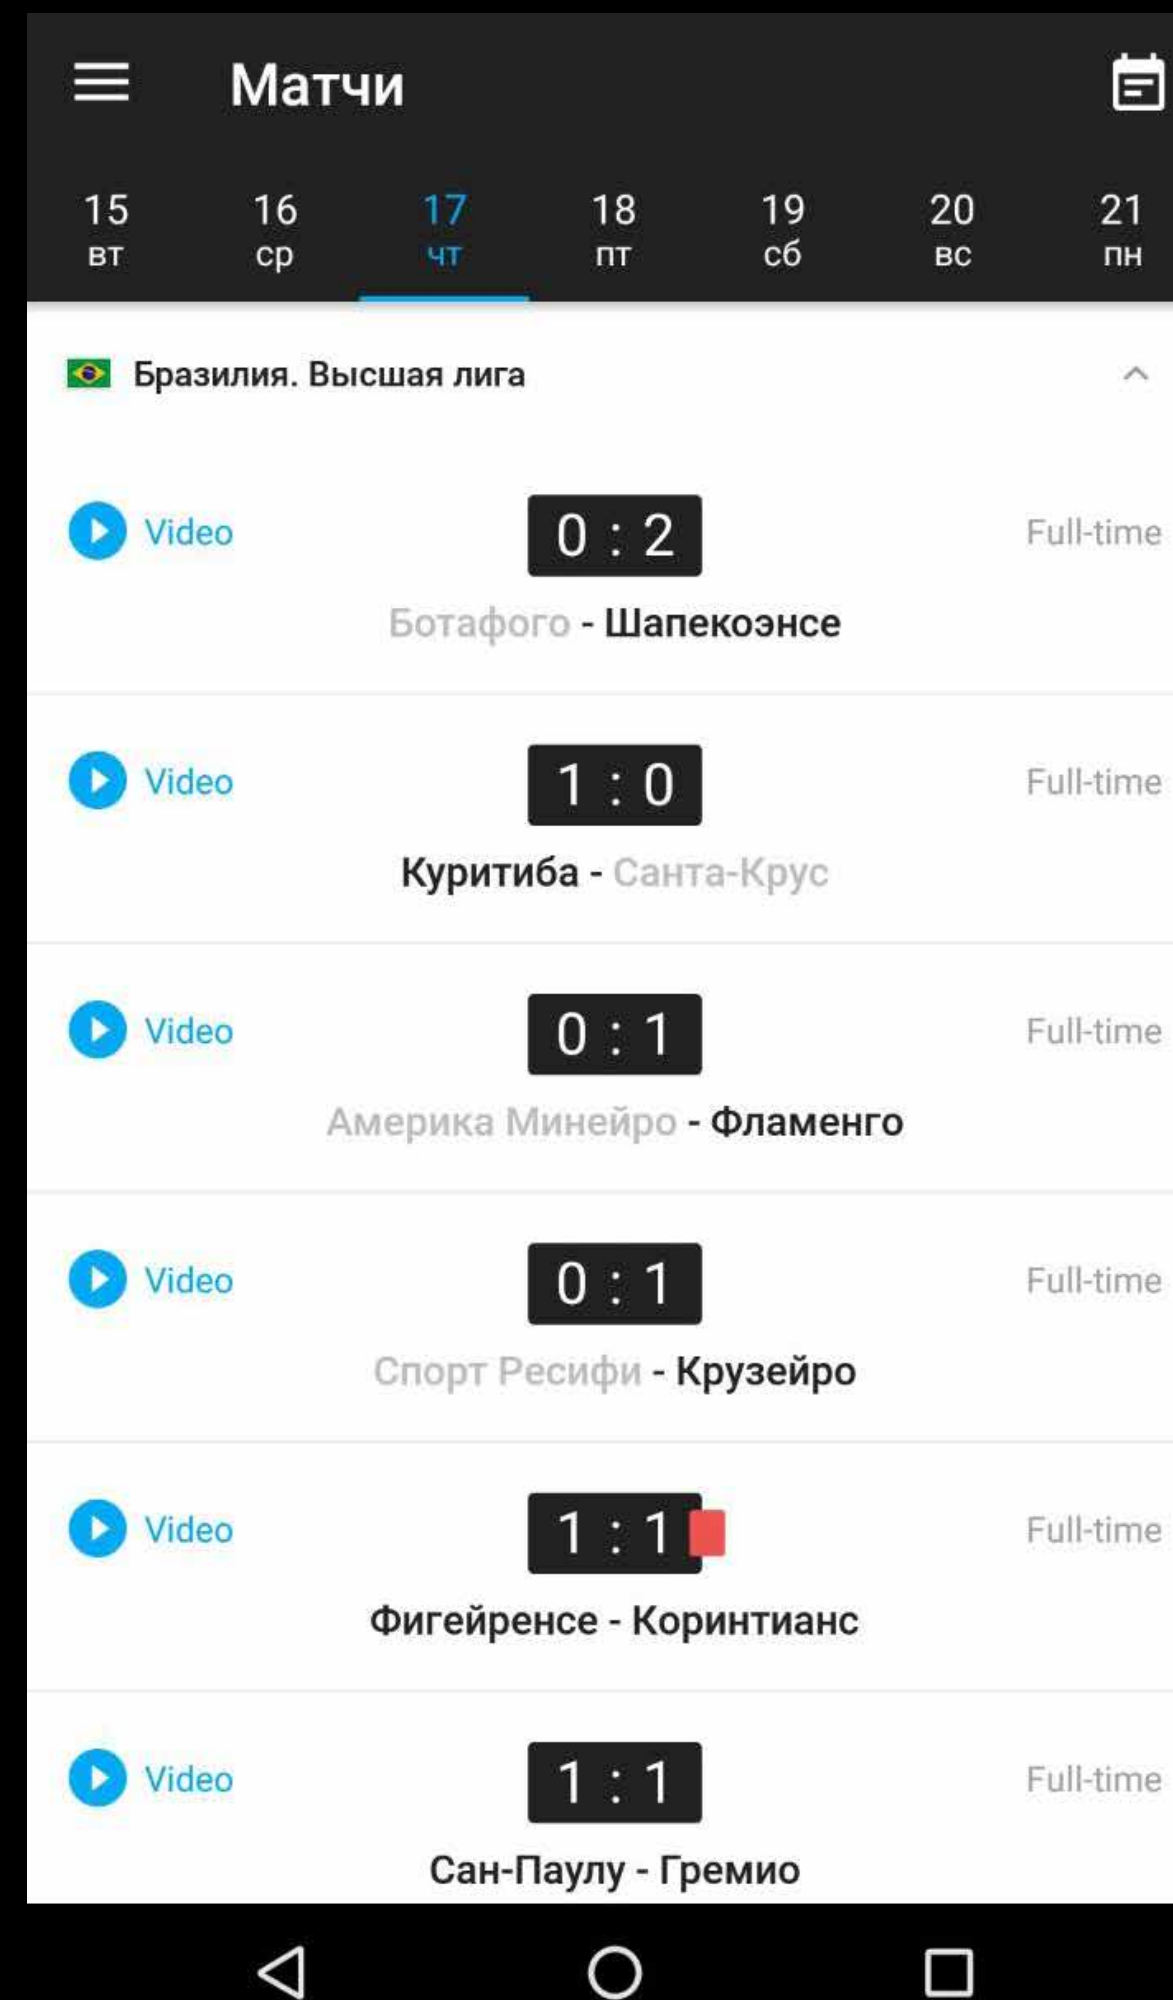 Матчи
15 16 17 18 19 20 21
вт ср чт пт сб вс пн
Бразилия. Высшая лига
Video 0 : 2 Full-time
Ботафого - Шапекоэнсе
Video 1 : 0 Full-time
Куритиба - Санта-Крус
Video 0 : 1 Full-time
Америка Минейро - Фламенго
Video 0 : 1 Full-time
Спорт Ресифи - Крузейро
Video 1 : 1 Full-time
Фигейренсе - Коринтианс
Video 1 : 1 Full-time
Сан-Паулу - Гремио